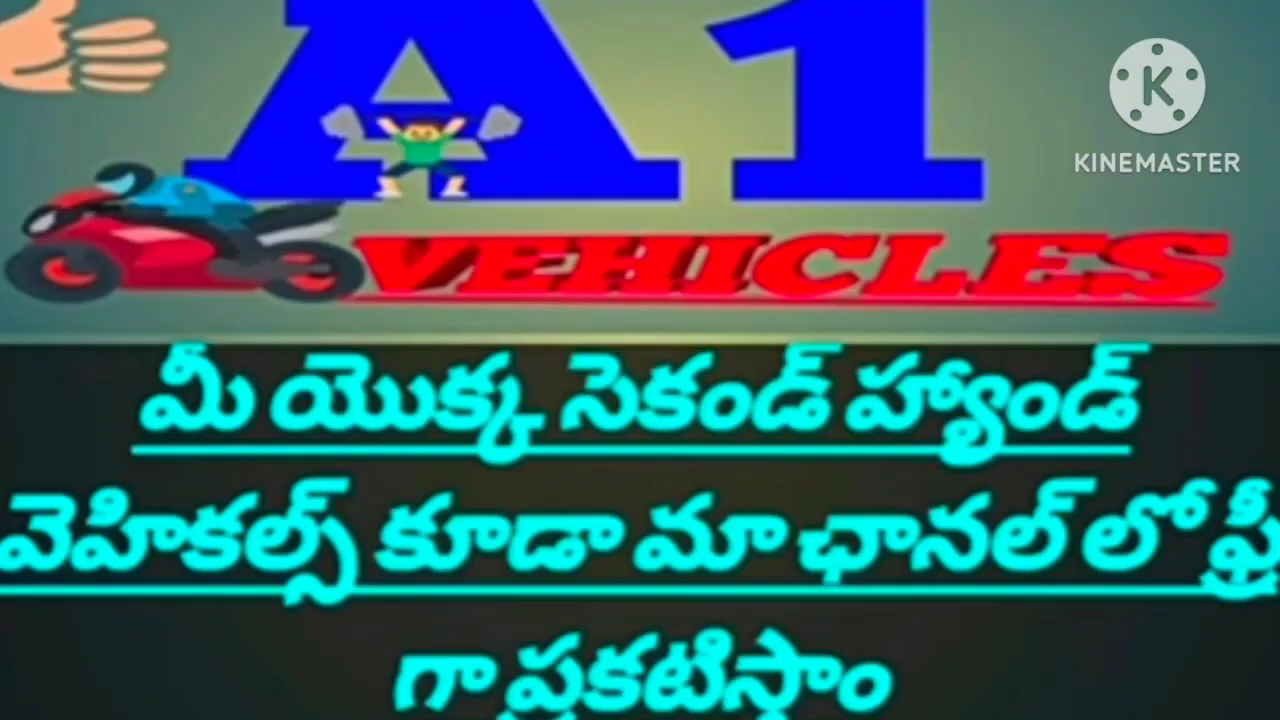 A1
KINEMASTER
VEHICLES
మీ యొక్క సెకండ్ హ్యాండ్
వెహికల్స్ కూడా మా ఛానల్ లో ఫ్రీ
గా ప్రకటిస్తాం